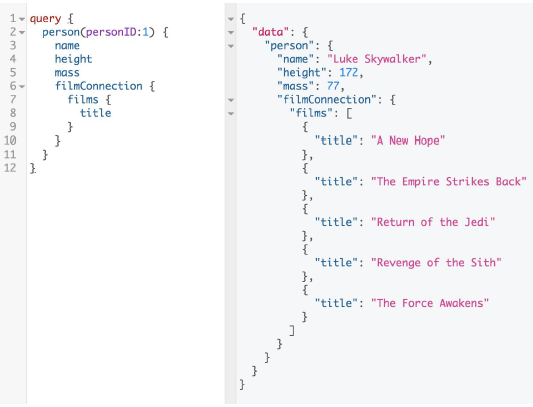 1 query {
2 person(personID:1) {
3 name
4 height
5 mass
6 filmConnection {
7 films {
8 title
9 }
10 }
11 }
12 }
{
"data": {
"person": {
"name": "Luke Skywalker",
"height": 172,
"mass": 77,
"filmConnection": {
"films": [
{
"title": "A New Hope"
},
{
"title": "The Empire Strikes Back"
},
{
"title": "Return of the Jedi"
},
{
"title": "Revenge of the Sith"
},
{
"title": "The Force Awakens"
}
]
}
}
}
}